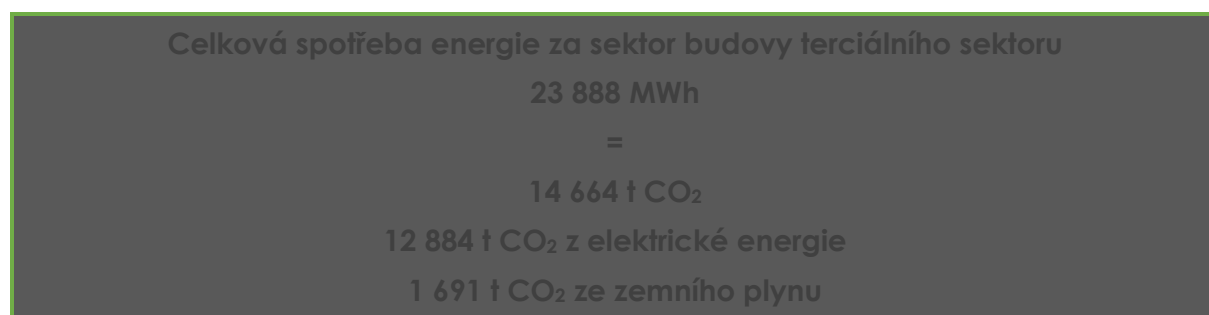 Celková spotřeba energie za sektor budovy terciálního sektoru
23 888 MWh
=
14 664 t CO₂
12 884 t CO₂ z elektrické energie
1 691 t CO₂ ze zemního plynu